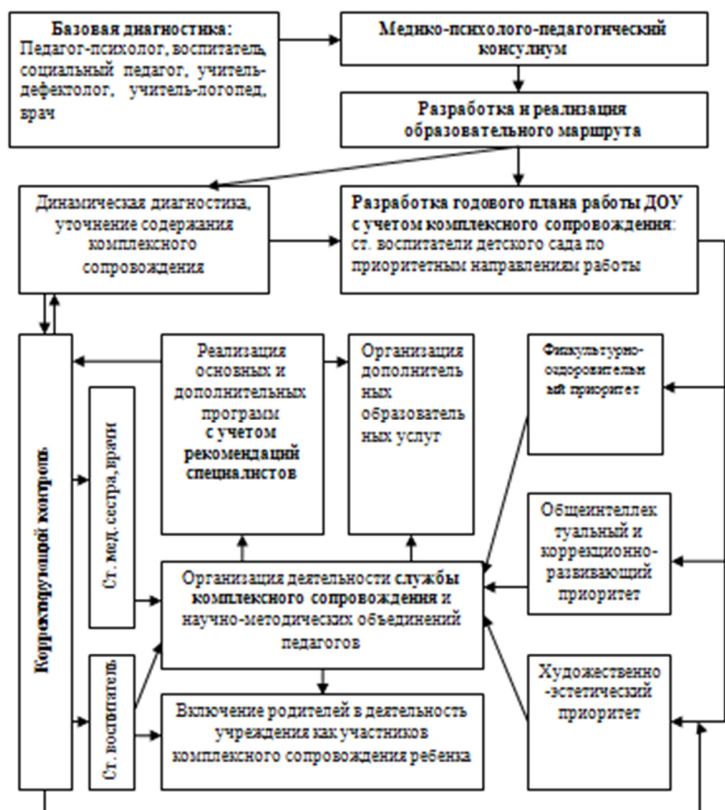 Базовая диагностика:
Педагог-психолог, воспитатель,
социальный педагог, учитель-
дефектолог, учитель-логопед,
врач
Медико-психолого-педагогический
консулиум
Разработка и реализация
образовательного маршрута
Динамическая диагностика,
уточнение содержания
комплексного
сопровождения
Разработка годового плана работы ДОУ
с учетом комплексного сопровождения:
ст. воспитатели детского сада по
приоритетным направлениям работы
Корректирующий контроль
Ст. мед. сестра, врачи
Ст. воспитатель
Реализация
основных и
дополнительных
программ
с учетом
рекомендаций
специалистов
Организация
дополнитель
ных
образователь
ных услуг
Физкультурно-
оздоровительн
ый приоритет
Общеинтеллек
туальный и
коррекционно-
развивающий
приоритет
Организация деятельности службы
комплексного сопровождения и
научно-методических объединений
педагогов
Художественно
-эстетический
приоритет
Включение родителей в деятельность
учреждения как участников
комплексного сопровождения ребенка